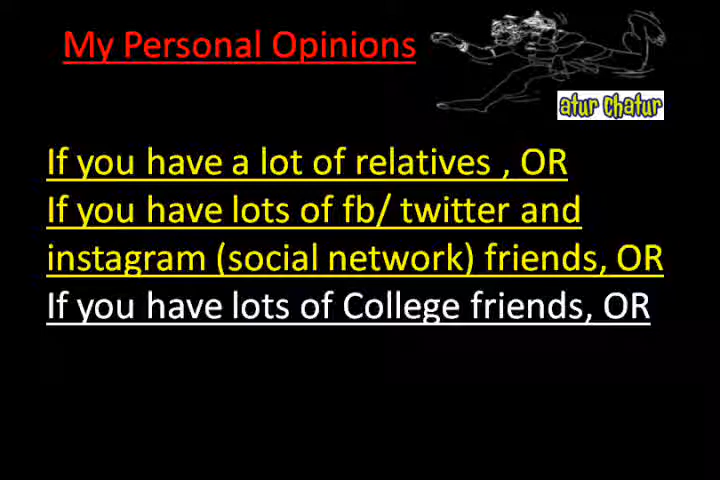 My Personal Opinions
atur chatur
If you have a lot of relatives , OR
If you have lots of fb/ twitter and
instagram (social network) friends, OR
If you have lots of College friends, OR